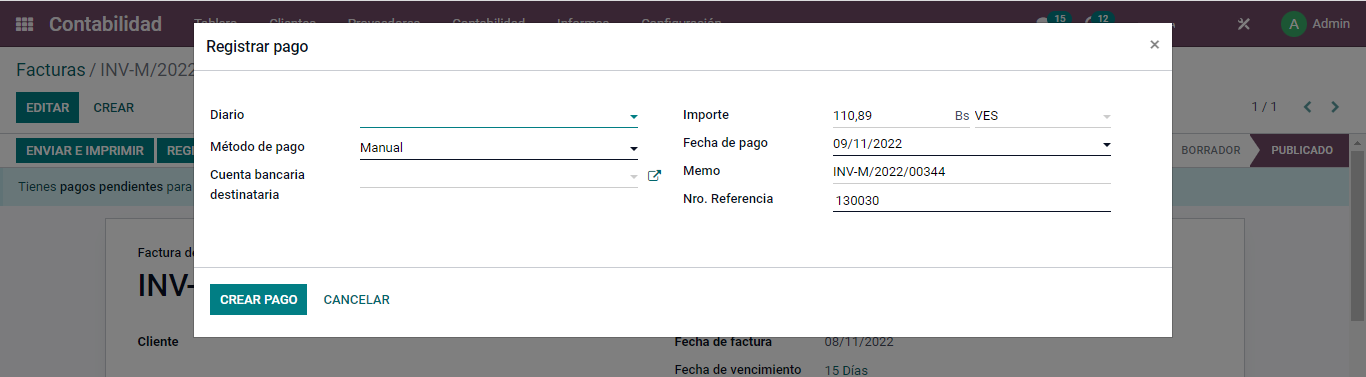 Contabilidad Tablero Clientes Proveedores Contabilidad Informes Configuración 15 12 A Admin
Registrar pago ×
Facturas / INV-M/2022
EDITAR CREAR 1 / 1
Diario Importe 110,89 Bs VES
Método de pago Manual Fecha de pago 09/11/2022
ENVIAR E IMPRIMIR BORRADOR PUBLICADO
Cuenta bancaria destinataria Memo INV-M/2022/00344
Tienes pagos pendientes para
Nro. Referencia 130030
Factura de
INV-
CREAR PAGO CANCELAR
Cliente Fecha de factura 08/11/2022
Fecha de vencimiento 15 Días